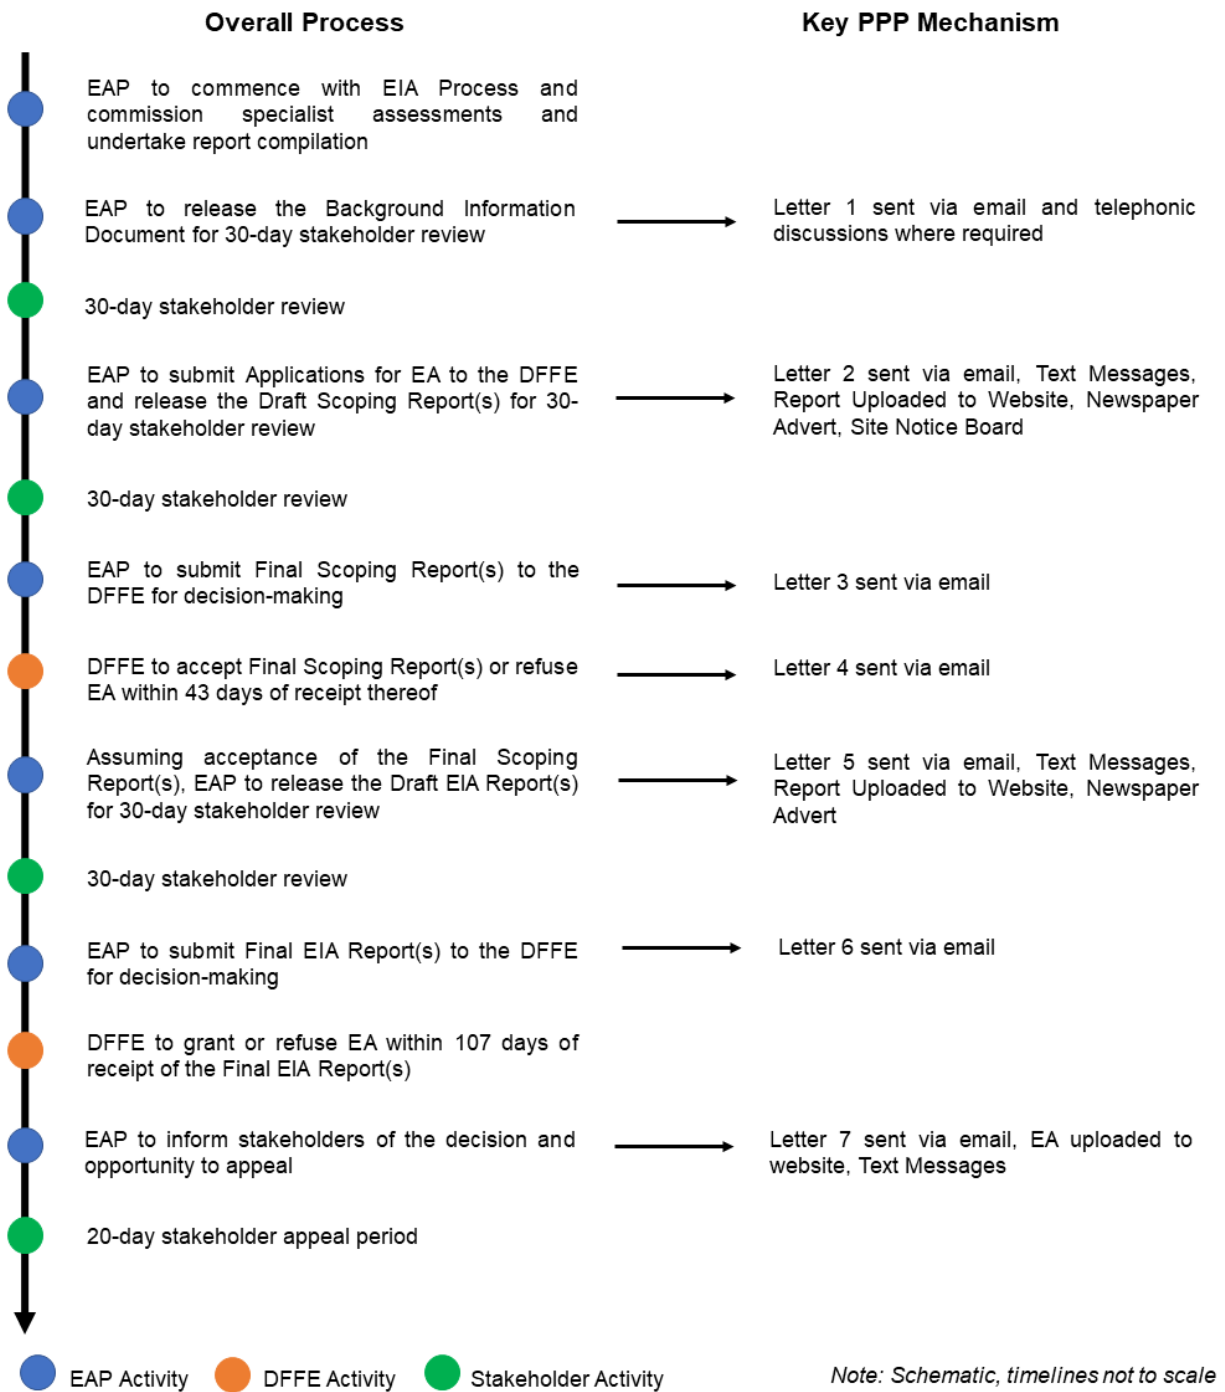 Overall Process
Key PPP Mechanism
EAP to commence with EIA Process and
commission specialist assessments and
undertake report compilation
EAP to release the Background Information
Document for 30-day stakeholder review
Letter 1 sent via email and telephonic
discussions where required
30-day stakeholder review
EAP to submit Applications for EA to the DFFE
and release the Draft Scoping Report(s) for 30-
day stakeholder review
Letter 2 sent via email, Text Messages,
Report Uploaded to Website, Newspaper
Advert, Site Notice Board
30-day stakeholder review
EAP to submit Final Scoping Report(s) to the
DFFE for decision-making
Letter 3 sent via email
DFFE to accept Final Scoping Report(s) or refuse
EA within 43 days of receipt thereof
Letter 4 sent via email
Assuming acceptance of the Final Scoping
Report(s), EAP to release the Draft EIA Report(s)
for 30-day stakeholder review
Letter 5 sent via email, Text Messages,
Report Uploaded to Website, Newspaper
Advert
30-day stakeholder review
EAP to submit Final EIA Report(s) to the DFFE
for decision-making
Letter 6 sent via email
DFFE to grant or refuse EA within 107 days of
receipt of the Final EIA Report(s)
EAP to inform stakeholders of the decision and
opportunity to appeal
Letter 7 sent via email, EA uploaded to
website, Text Messages
20-day stakeholder appeal period
EAP Activity
DFFE Activity
Stakeholder Activity
Note: Schematic, timelines not to scale